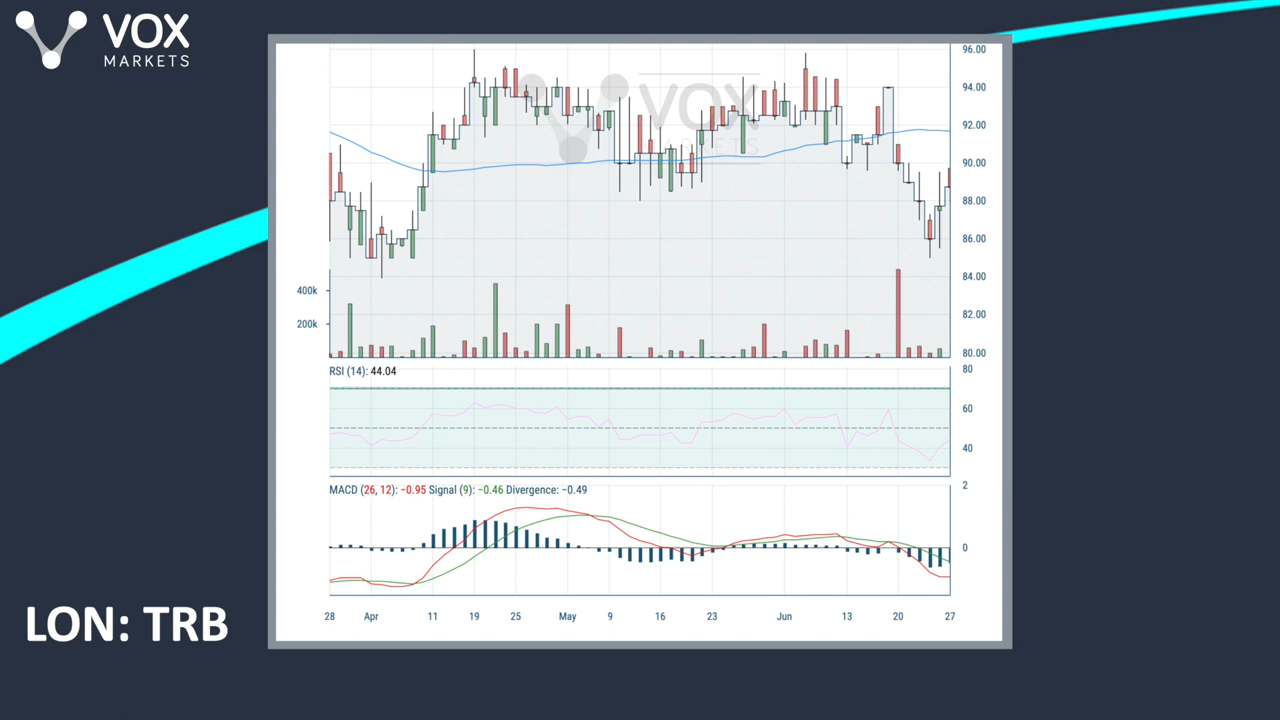 VOX
MARKETS
VOX
MARKETS
96.00
94.00
92.00
90.00
88.00
86.00
84.00
82.00
80.00
400k
200k
RSI (14): 44.04
80
60
40
MACD (26, 12): −0.95 Signal (9): −0.46 Divergence: −0.49
2
0
28 Apr 11 19 25 May 9 16 23 Jun 13 20 27
LON: TRB